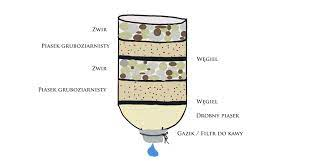 Żwir
Piasek gruboziarnisty
Węgiel
Żwir
Piasek gruboziarnisty
Węgiel
Drobny piasek
Gazik / Filtr do kawy